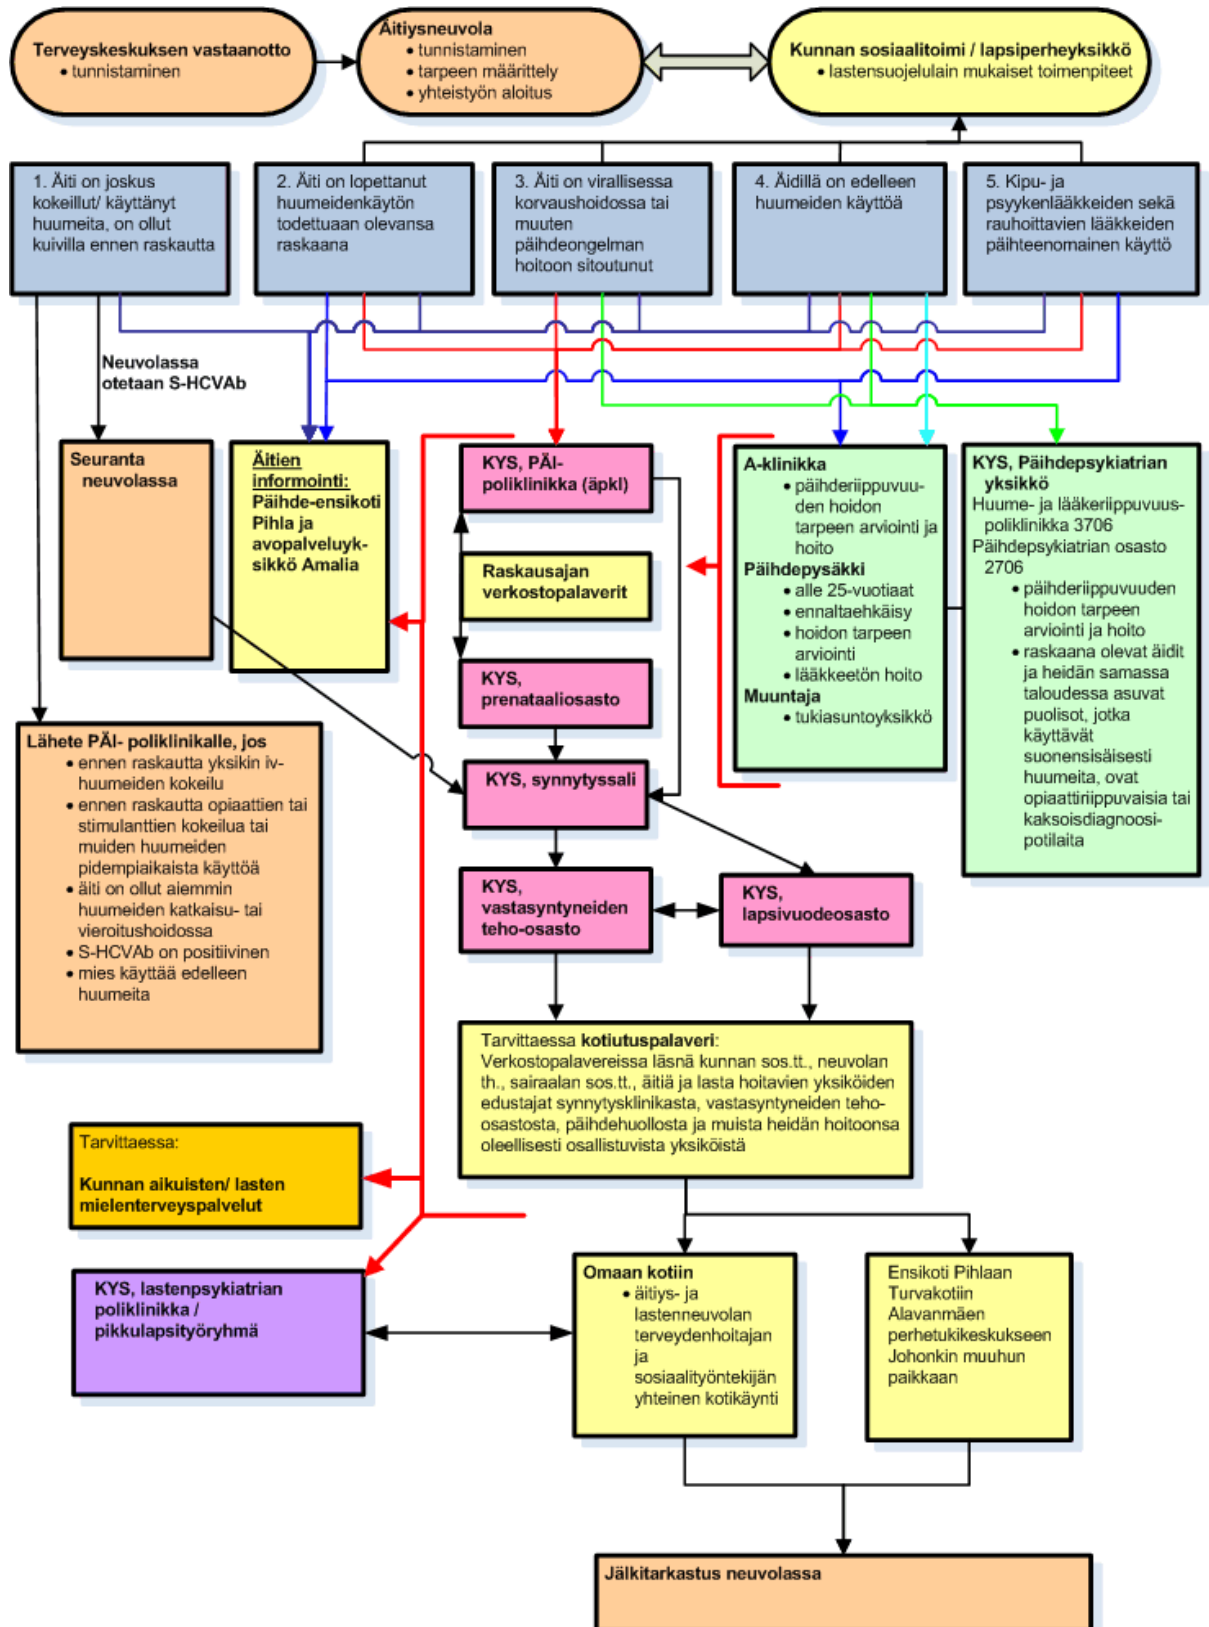 Terveyskeskuksen vastaanotto
• tunnistaminen
Äitiysneuvola
• tunnistaminen
• tarpeen määrittely
• yhteistyön aloitus
Kunnan sosiaalitoimi / lapsiperheyksikkö
• lastensuojelulain mukaiset toimenpiteet
1. Äiti on joskus
kokeillut/ käyttänyt
huumeita, on ollut
kuivilla ennen raskautta
2. Äiti on lopettanut
huumeidenkäytön
todettuaan olevansa
raskaana
3. Äiti on virallisessa
korvaushoidossa tai
muuten
päihdeongelman
hoitoon sitoutunut
4. Äidillä on edelleen
huumeiden käyttöä
5. Kipu- ja
psyykenlääkkeiden sekä
rauhoittavien lääkkeiden
päihteenomainen käyttö
Neuvolassa
otetaan S-HCVAb
Seuranta
neuvolassa
Äitien
informointi:
Päihde-ensikoti
Pihla ja
avopalveluyk-
sikkö Amalia
KYS, PÄI-
poliklinikka (äpkl)
Raskausajan
verkostopalaverit
KYS,
prenataaliosasto
KYS, synnytyssali
KYS,
vastasyntyneiden
teho-osasto
KYS,
lapsivuodeosasto
A-klinikka
• päihderiippuvuu-
den hoidon
tarpeen arviointi ja
hoito
Päihdepysäkki
• alle 25-vuotiaat
• ennaltaehkäisy
• hoidon tarpeen
arviointi
• lääkkeetön hoito
Muuntaja
• tukiasuntoyksikkö
KYS, Päihdepsykiatrian
yksikkö
Huume- ja lääkeriippuvuus-
poliklinikka 3706
Päihdepsykiatrian osasto
2706
• päihderiippuvuuden
hoidon tarpeen
arviointi ja hoito
• raskaana olevat äidit
ja heidän samassa
taloudessa asuvat
puolisot, jotka
käyttävät
suonensisäisesti
huumeita, ovat
opiaattiriippuvaisia tai
kaksoisdiagnoosi-
potilaita
Lähete PÄI- poliklinikalle, jos
• ennen raskautta yksikin iv-
huumeiden kokeilu
• ennen raskautta opiaattien tai
stimulanttien kokeilua tai
muiden huumeiden
pidempiaikaista käyttöä
• äiti on ollut aiemmin
huumeiden katkaisu- tai
vieroitushoidossa
• S-HCVAb on positiivinen
• mies käyttää edelleen
huumeita
Tarvittaessa kotiutuspalaveri:
Verkostopalavereissa läsnä kunnan sos.tt., neuvolan
th., sairaalan sos.tt., äitiä ja lasta hoitavien yksiköiden
edustajat synnytysklinikasta, vastasyntyneiden teho-
osastosta, päihdehuollosta ja muista heidän hoitoonsa
oleellisesti osallistuvista yksiköistä
Tarvittaessa:
Kunnan aikuisten/ lasten
mielenterveyspalvelut
KYS, lastenpsykiatrian
poliklinikka /
pikkulapsityöryhmä
Omaan kotiin
• äitiys- ja
lastenneuvolan
terveydenhoitajan
ja
sosiaalityöntekijän
yhteinen kotikäynti
Ensikoti Pihlaan
Turvakotiin
Alavanmäen
perhetukikeskukseen
Johonkin muuhun
paikkaan
Jälkitarkastus neuvolassa